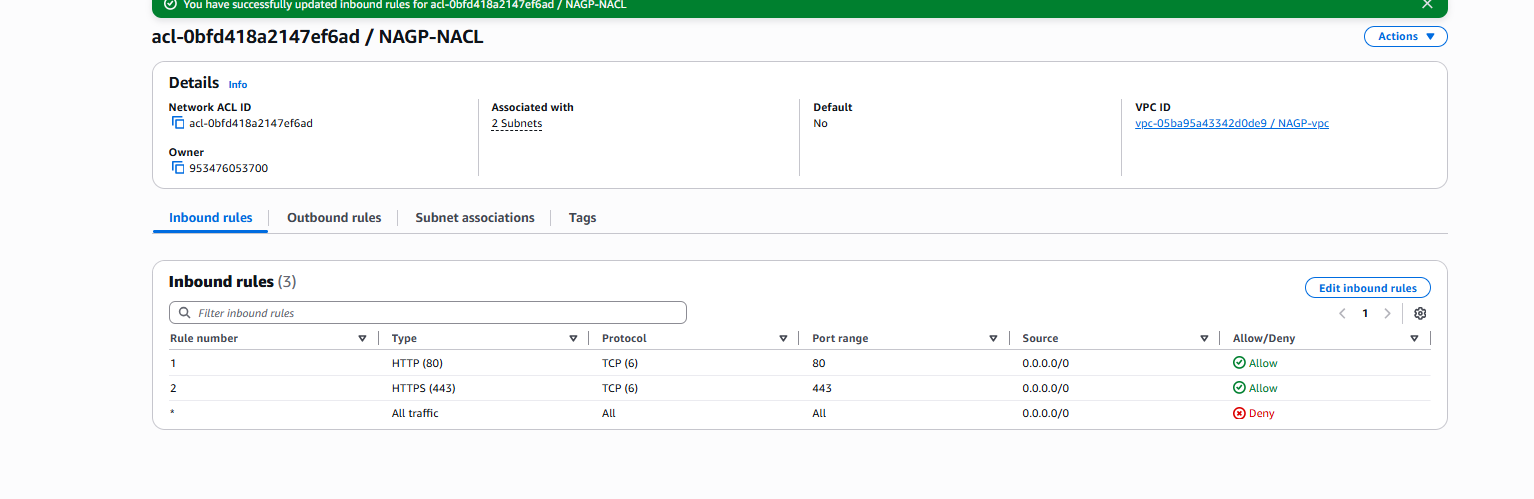 You have successfully updated inbound rules for acl-0bfd418a2147ef6ad / NAGP-NACL
acl-0bfd418a2147ef6ad / NAGP-NACL
Actions
Details Info
Network ACL ID
acl-0bfd418a2147ef6ad
Associated with
2 Subnets
Default
No
VPC ID
vpc-05ba95a43342d0de9 / NAGP-vpc
Owner
953476053700
Inbound rules Outbound rules Subnet associations Tags
Inbound rules (3)
Edit inbound rules
Filter inbound rules
1
Rule number Type Protocol Port range Source Allow/Deny
1 HTTP (80) TCP (6) 80 0.0.0.0/0 Allow
2 HTTPS (443) TCP (6) 443 0.0.0.0/0 Allow
* All traffic All All 0.0.0.0/0 Deny